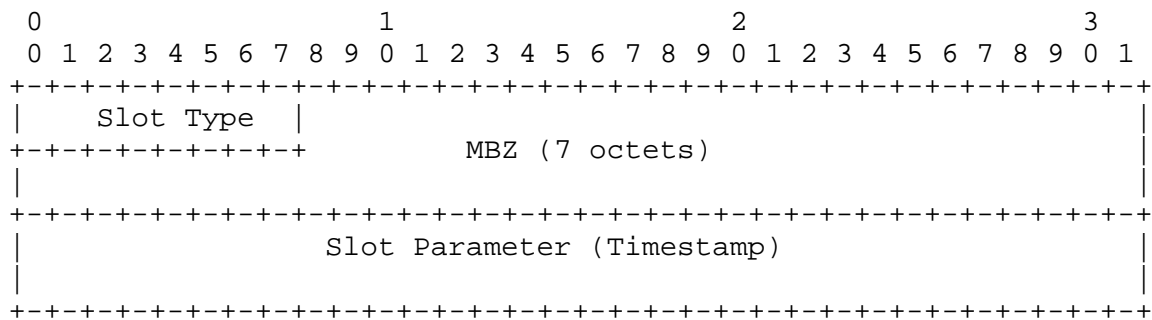 0                   1                   2                   3
 0 1 2 3 4 5 6 7 8 9 0 1 2 3 4 5 6 7 8 9 0 1 2 3 4 5 6 7 8 9 0 1
+-+-+-+-+-+-+-+-+-+-+-+-+-+-+-+-+-+-+-+-+-+-+-+-+-+-+-+-+-+-+-+-+
|    Slot Type  |                                               |
+-+-+-+-+-+-+-+-+         MBZ (7 octets)                        |
|                                                               |
+-+-+-+-+-+-+-+-+-+-+-+-+-+-+-+-+-+-+-+-+-+-+-+-+-+-+-+-+-+-+-+-+
|                 Slot Parameter (Timestamp)                    |
|                                                               |
+-+-+-+-+-+-+-+-+-+-+-+-+-+-+-+-+-+-+-+-+-+-+-+-+-+-+-+-+-+-+-+-+